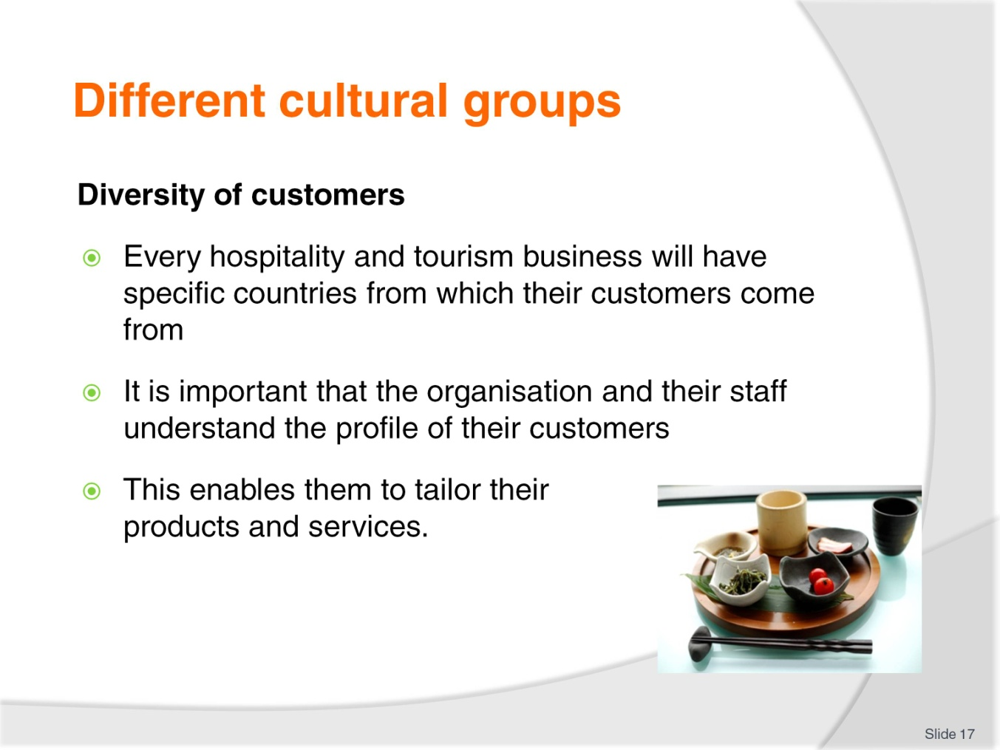 Different cultural groups
Diversity of customers
Every hospitality and tourism business will have
specific countries from which their customers come
from
It is important that the organisation and their staff
understand the profile of their customers
This enables them to tailor their
products and services.
Slide 17